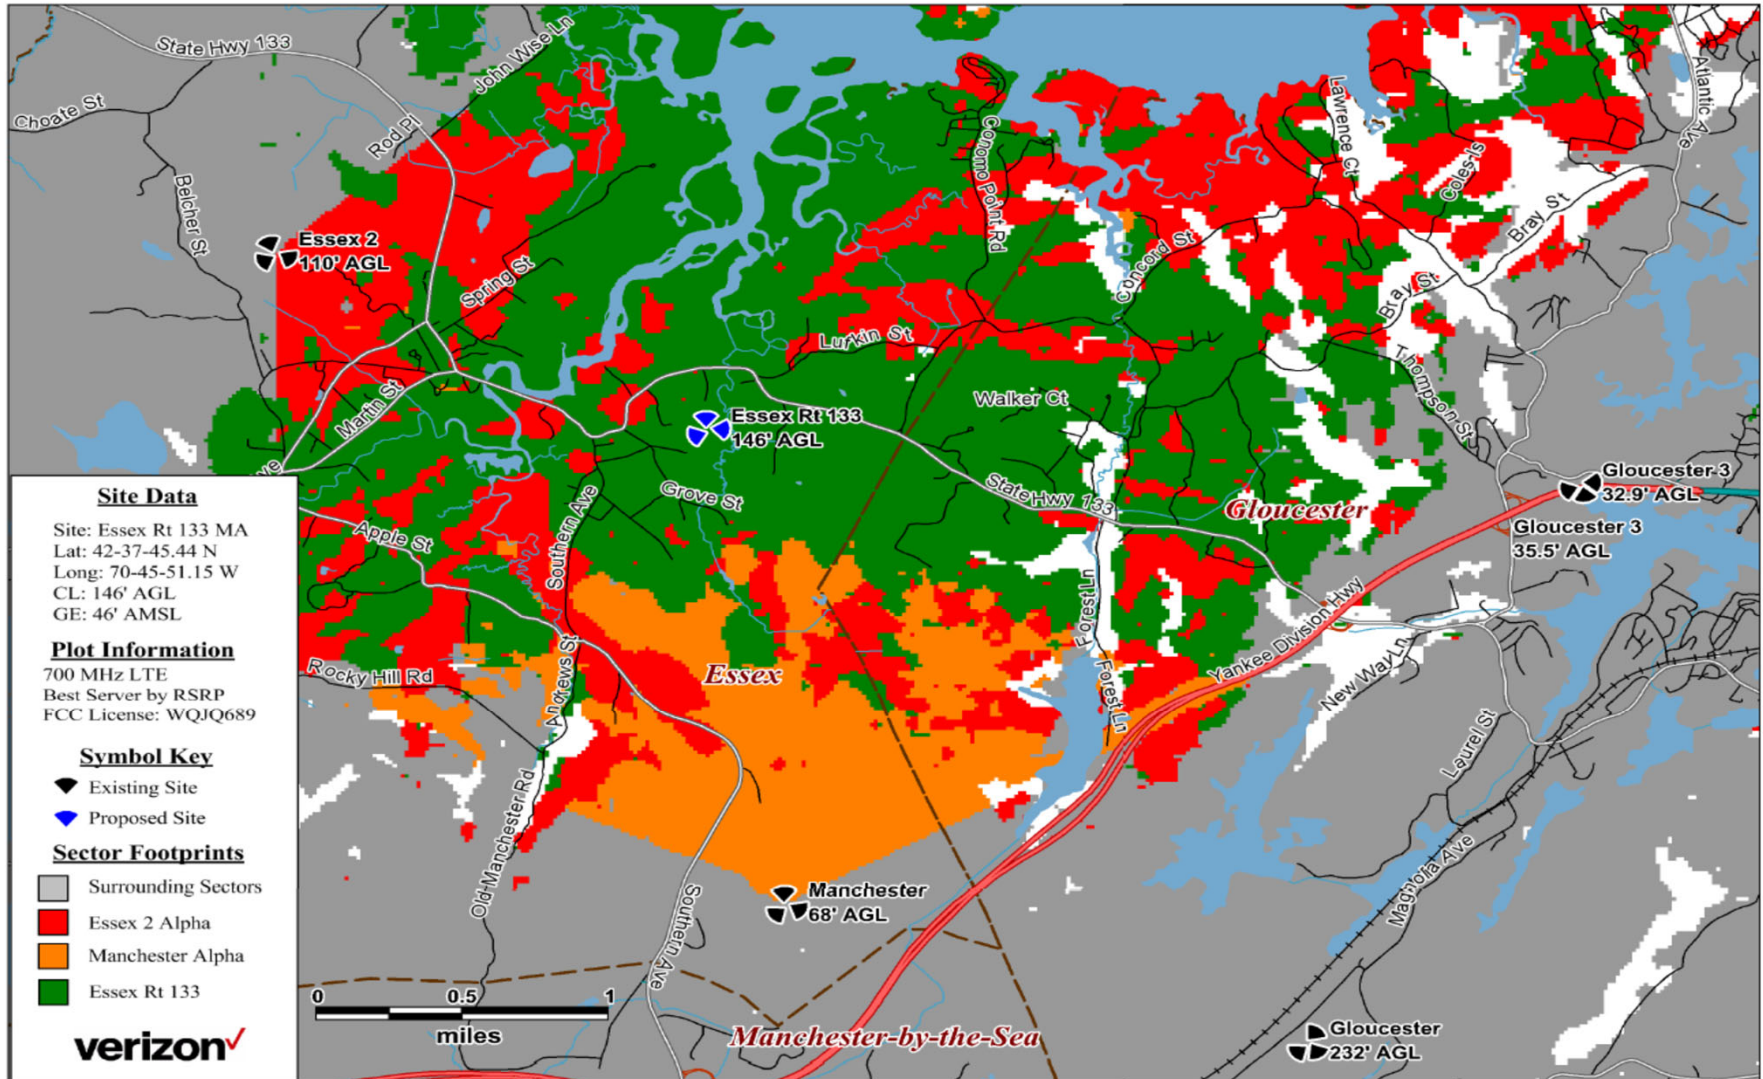 State Hwy 133
John Wise Ln
Choate St
Rod Pl
Belcher St
Essex 2
110' AGL
Spring St
Martin St
Conomo Point Rd
Lawrence Ct
Atlantic Ave
Coles Is
Bray St
Concord St
Bray St
Lufkin St
Thompson St
Walker Ct
Essex Rt 133
146' AGL
Grove St
State Hwy 133
Gloucester
Gloucester 3
32.9' AGL
Gloucester 3
35.5' AGL
Apple St
Southern Ave
Forest Ln
Rocky Hill Rd
Andrews St
Essex
Forest Ln
Yankee Division Hwy
New Way Ln
Laurel St
Old Manchester Rd
Southern Ave
Manchester
68' AGL
Magnolia Ave
Manchester-by-the-Sea
Gloucester
232' AGL
ve
Site Data
Site: Essex Rt 133 MA
Lat: 42-37-45.44 N
Long: 70-45-51.15 W
CL: 146' AGL
GE: 46' AMSL
Plot Information
700 MHz LTE
Best Server by RSRP
FCC License: WQJQ689
Symbol Key
Existing Site
Proposed Site
Sector Footprints
Surrounding Sectors
Essex 2 Alpha
Manchester Alpha
Essex Rt 133
verizon
0 0.5 1
miles